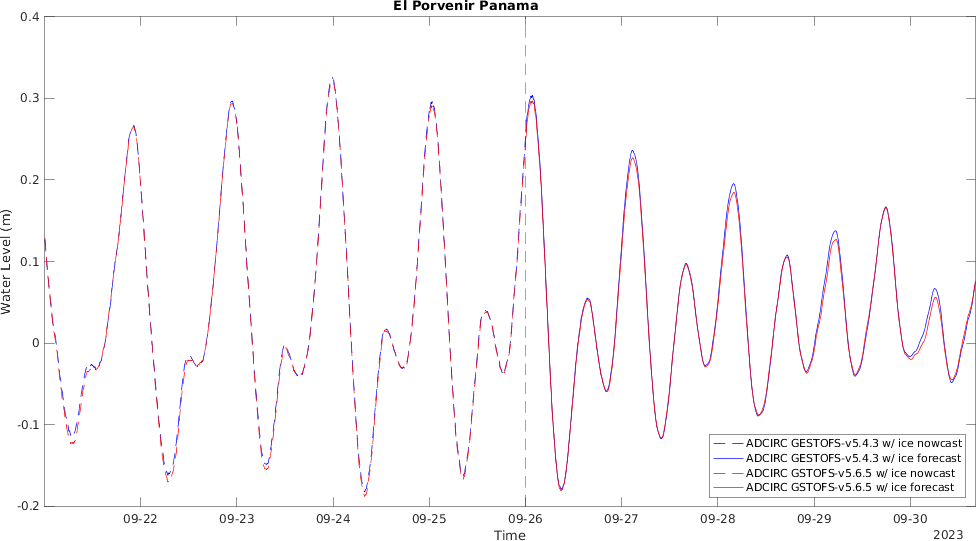 El Porvenir Panama
0.4
0.3
0.2
0.1
0
-0.1
-0.2
Water Level (m)
ADCIRC GESTOFS-v5.4.3 w/ ice nowcast
ADCIRC GESTOFS-v5.4.3 w/ ice forecast
ADCIRC GSTOFS-v5.6.5 w/ ice nowcast
ADCIRC GSTOFS-v5.6.5 w/ ice forecast
09-22 09-23 09-24 09-25 09-26 09-27 09-28 09-29 09-30
Time
2023